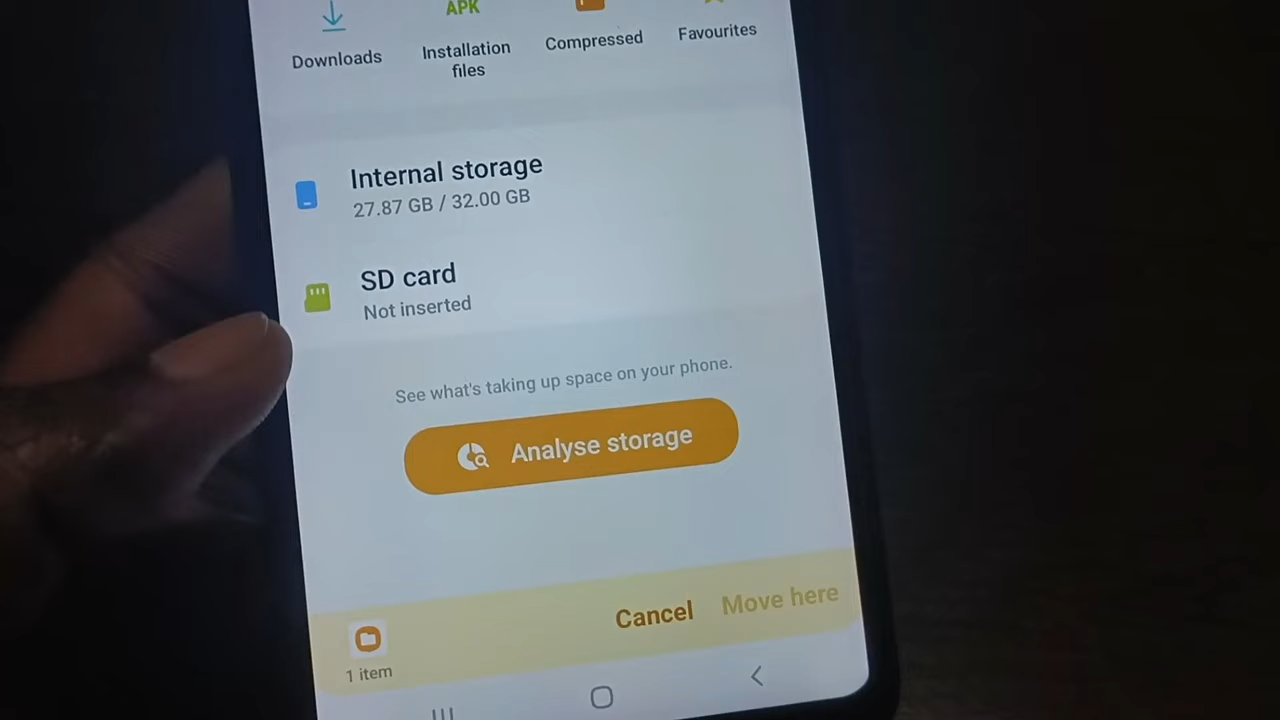 Downloads
APK
Installation
files
Compressed
Favourites
Internal storage
27.87 GB / 32.00 GB
SD card
Not inserted
See what's taking up space on your phone.
Analyse storage
1 item
Cancel
Move here